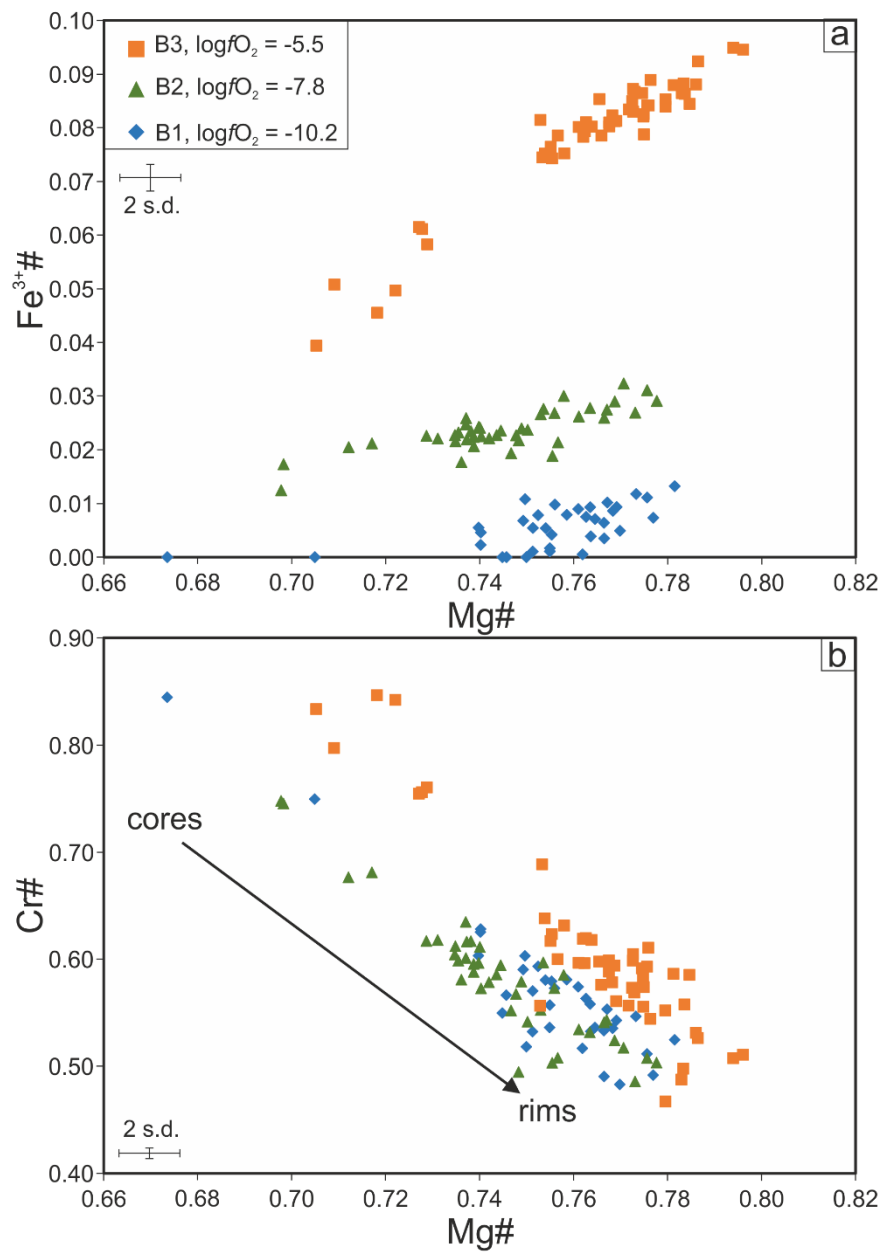 a
0.10
0.09
0.08
0.07
0.06
0.05
0.04
0.03
0.02
0.01
0.00
B3, logfO₂ = -5.5
B2, logfO₂ = -7.8
B1, logfO₂ = -10.2
2 s.d.
Fe³⁺#
0.66 0.68 0.70 0.72 0.74 0.76 0.78 0.80 0.82
Mg#
b
0.90
0.80
0.70
0.60
0.50
0.40
Cr#
cores
rims
2 s.d.
0.66 0.68 0.70 0.72 0.74 0.76 0.78 0.80 0.82
Mg#